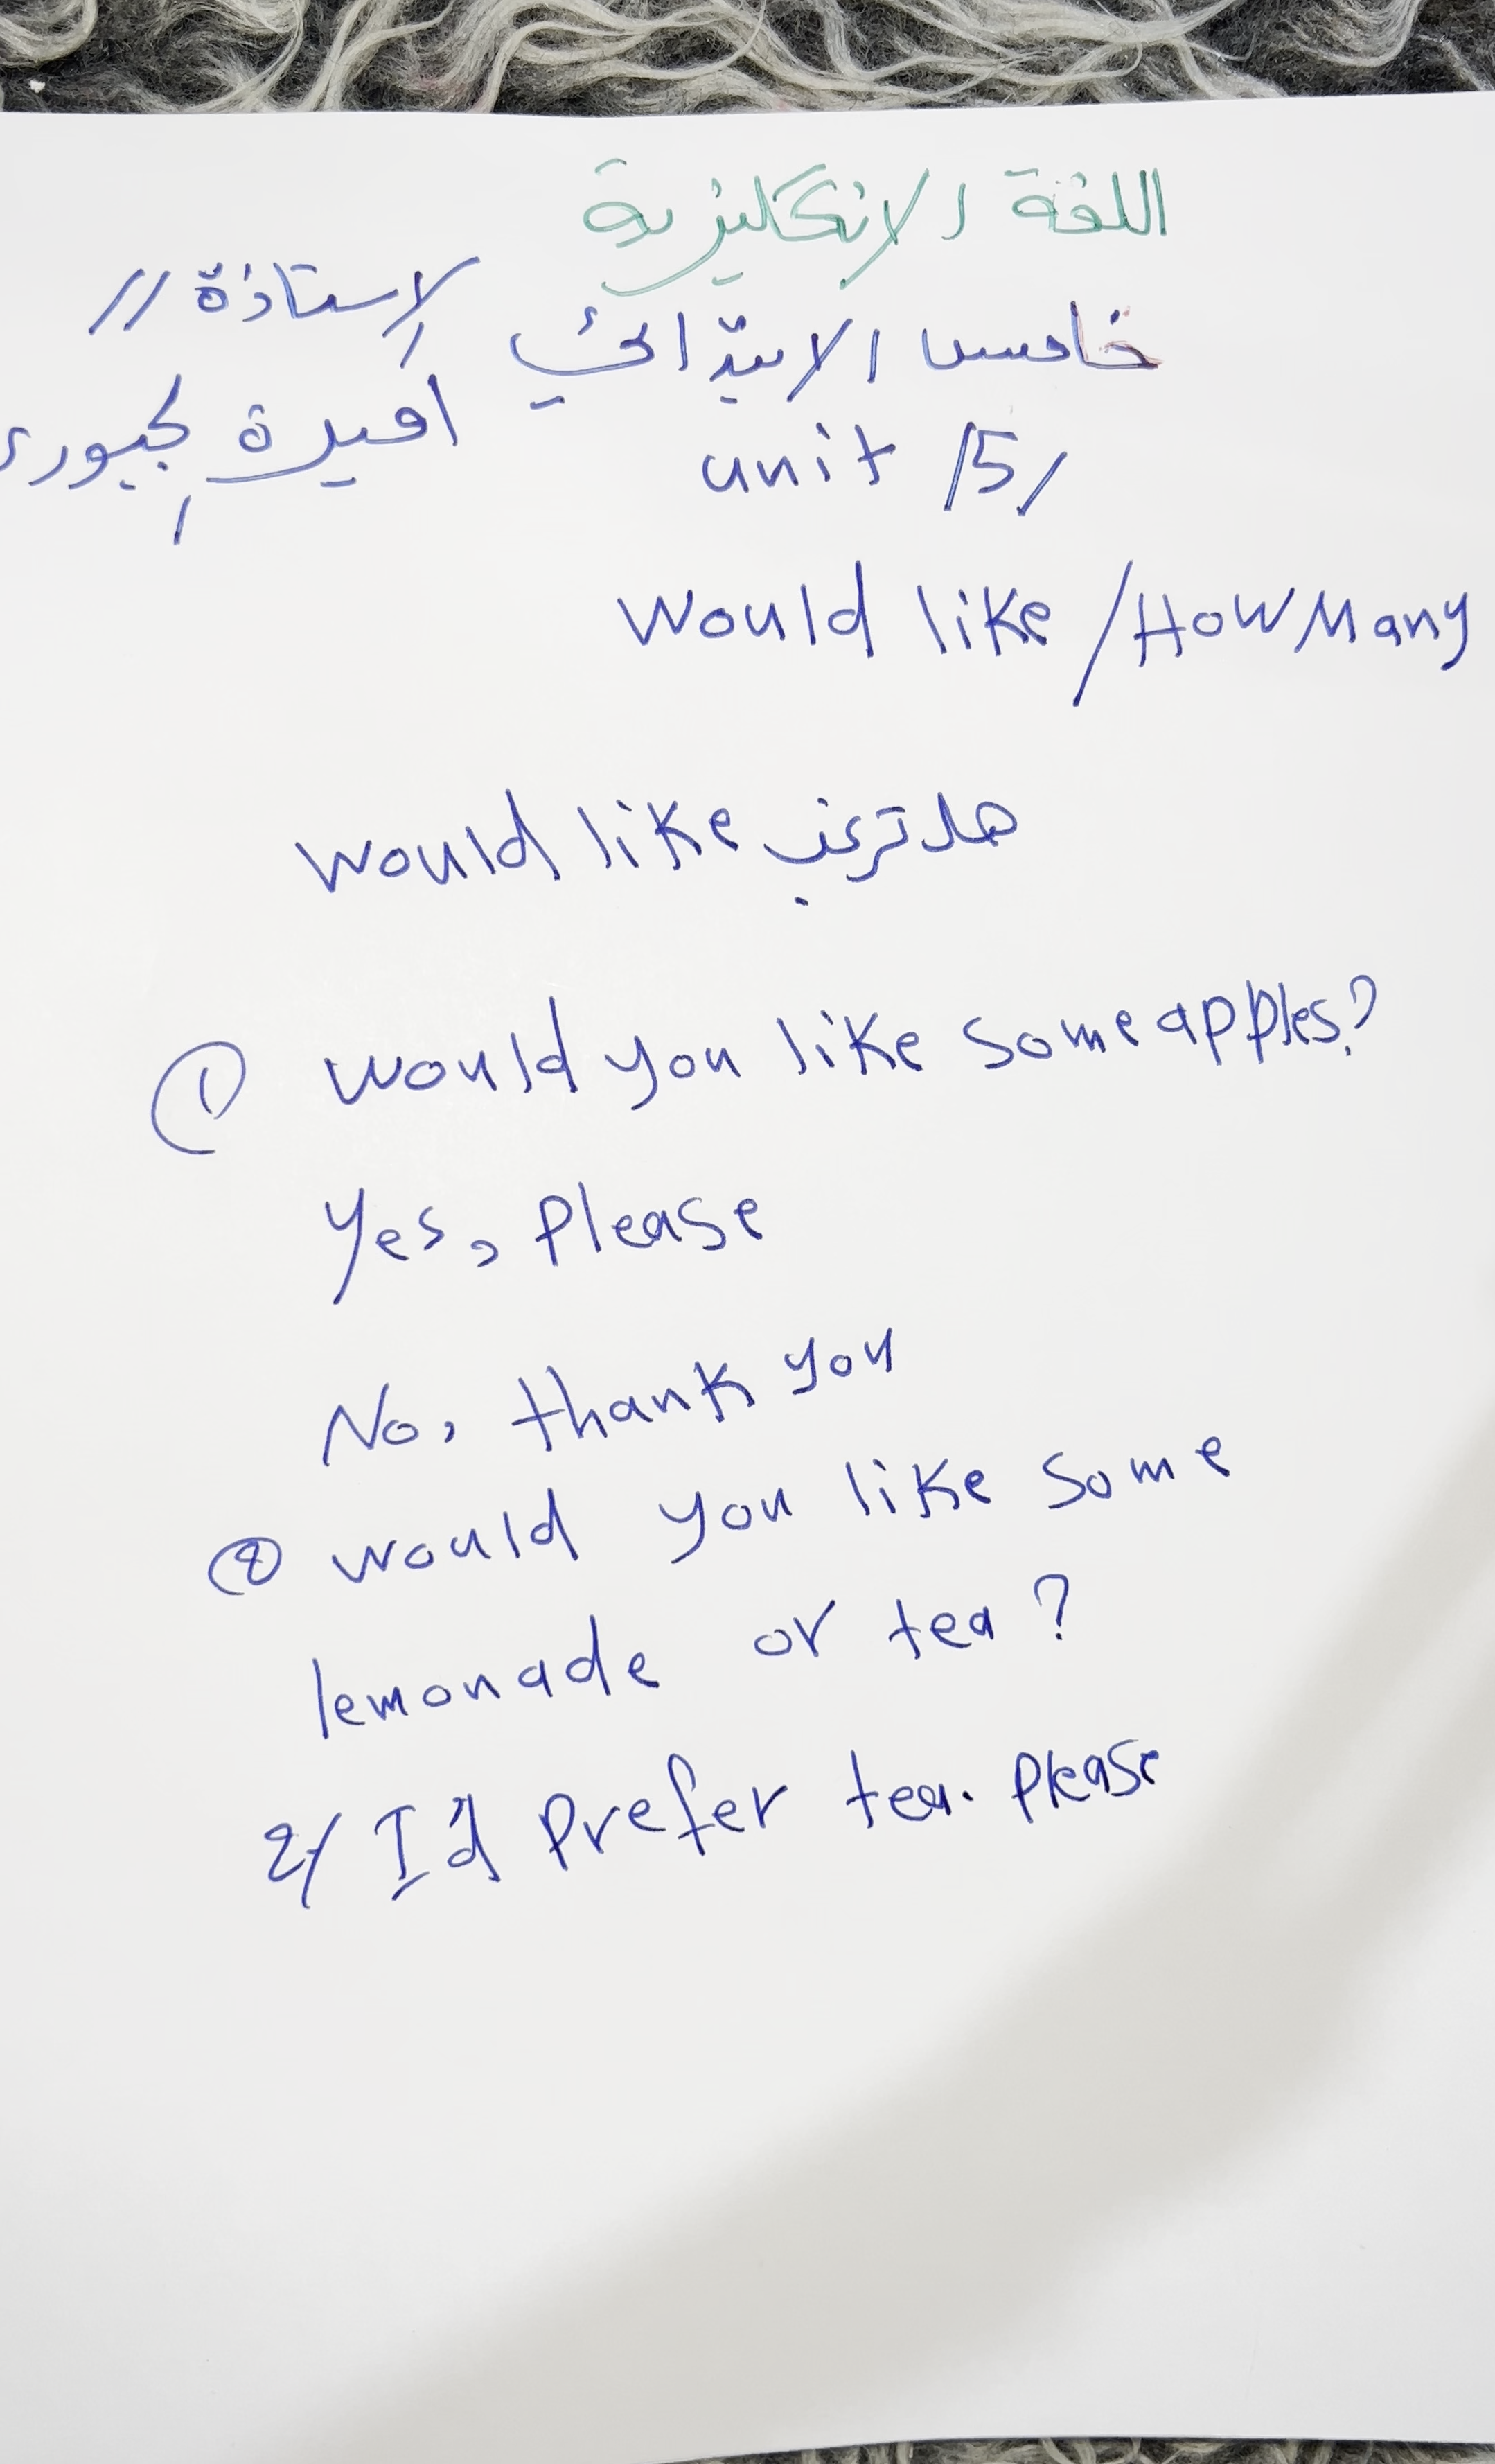 اللغة الانكليزية
خامس الابتدائي
الاستاذة //
اميرة الجبوري
unit /5/
would like / How Many
would like هل ترغب
① would you like some apples?
Yes, Please
No, thank you
② would you like some
lemonade or tea?
2/ I'd Prefer tea. Please